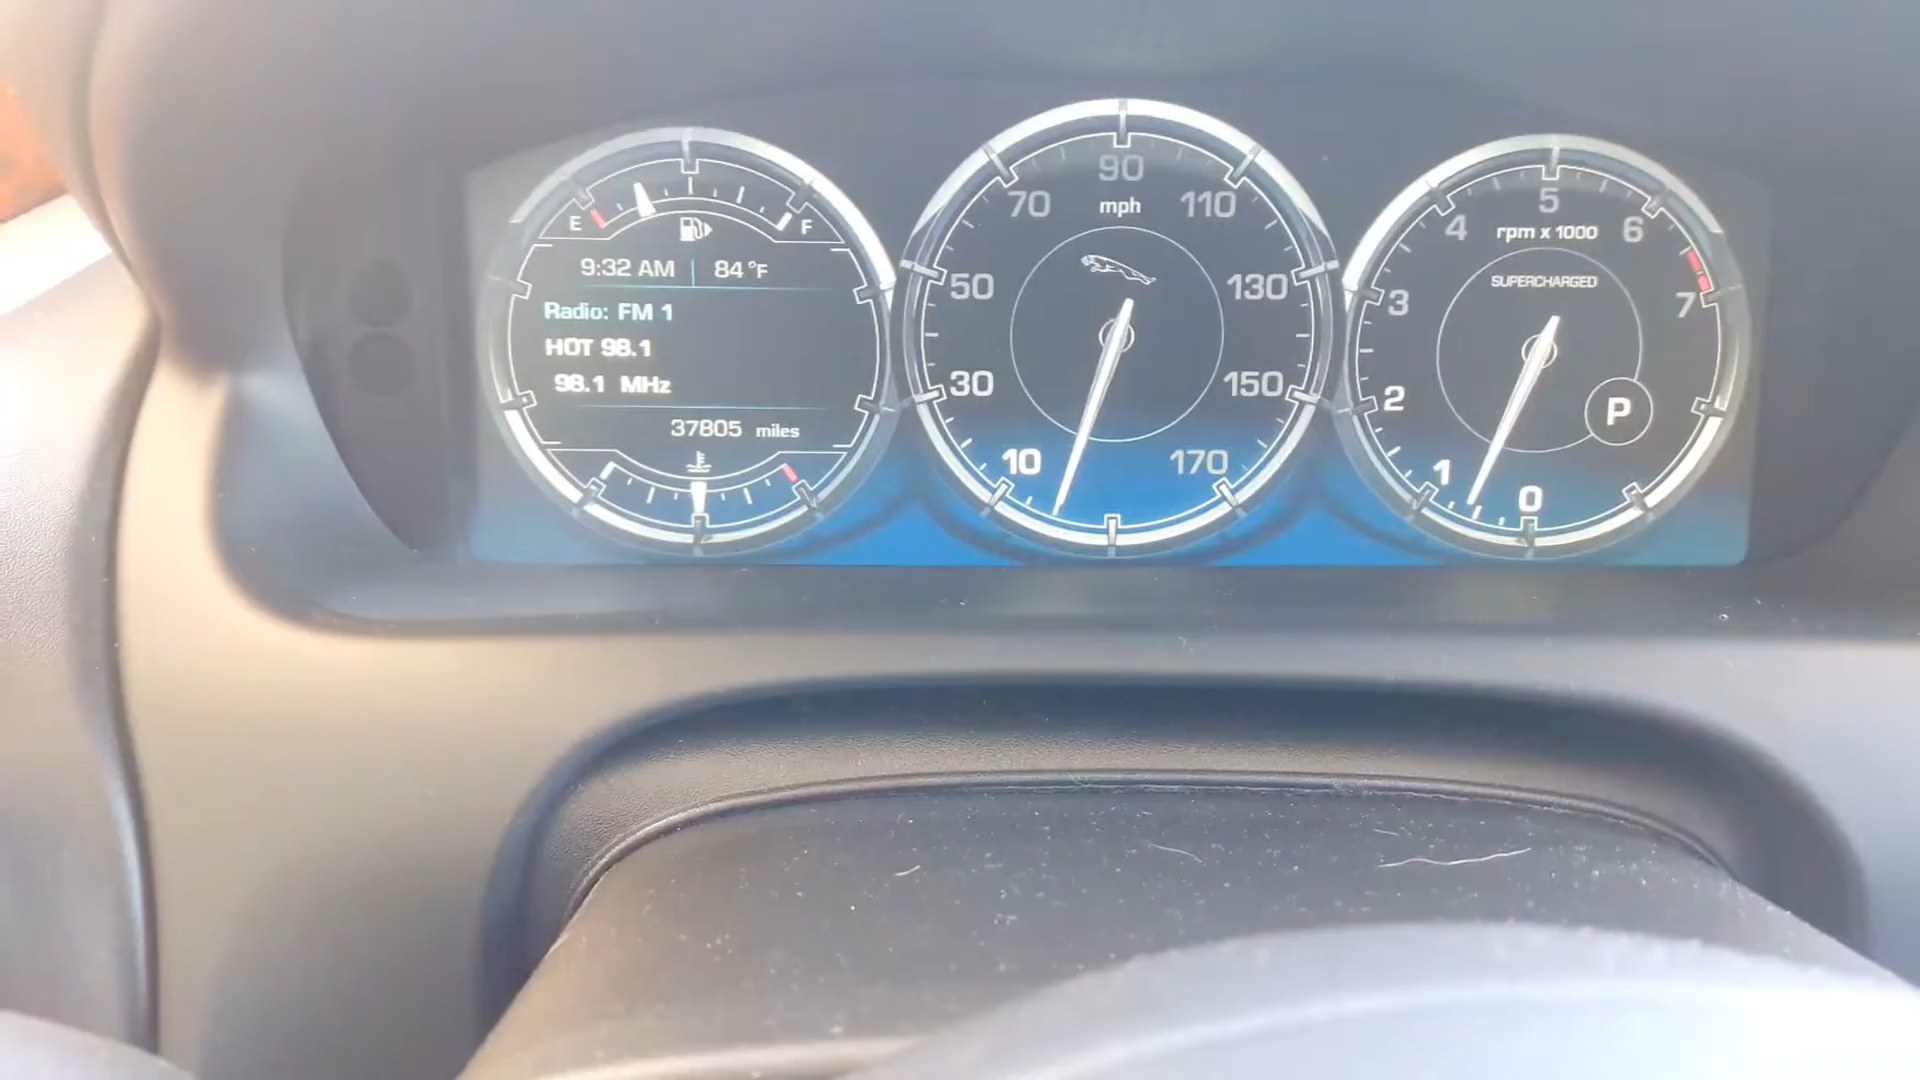 E F
9:32 AM 84 °F
Radio: FM 1
HOT 98.1
98.1 MHz
37805 miles
10 30 50 70 90 110 130 150 170
mph
0 1 2 3 4 5 6 7
rpm x 1000
SUPERCHARGED
P